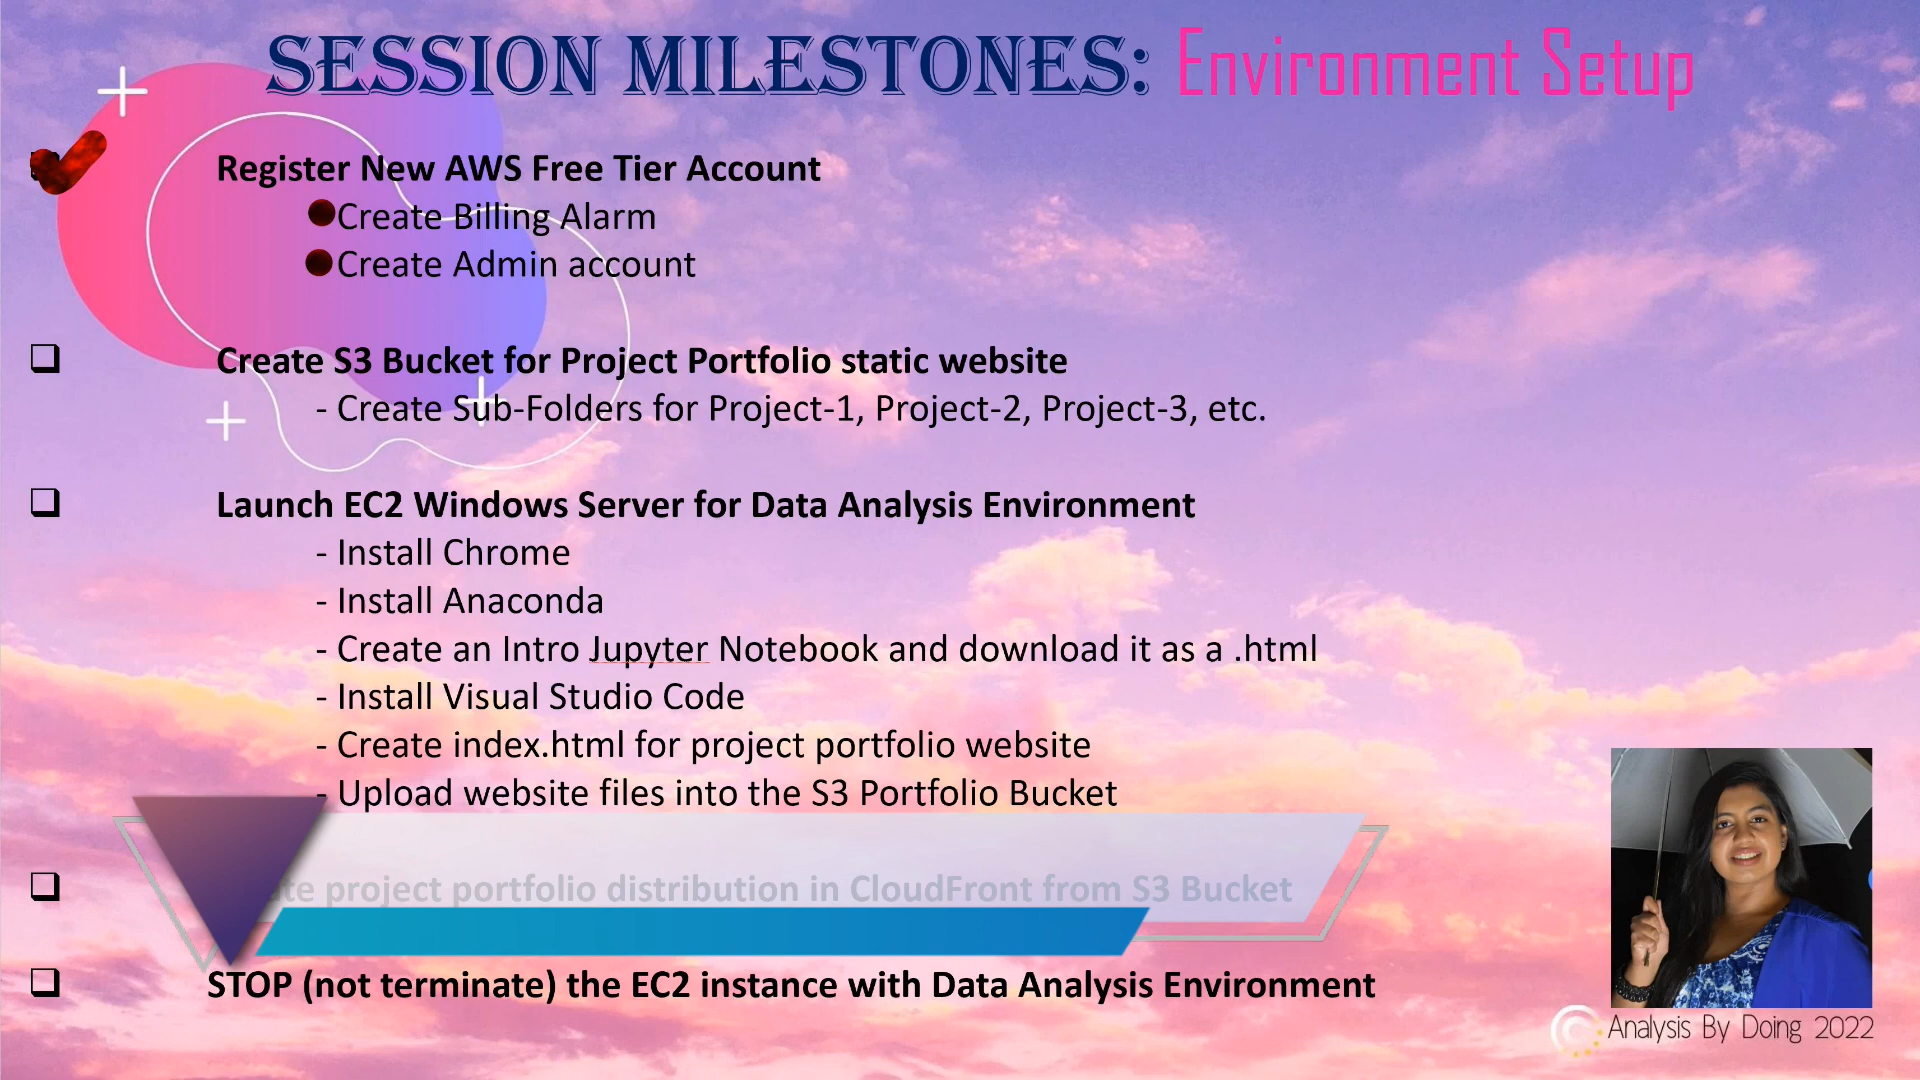 SESSION MILESTONES: Environment Setup
Register New AWS Free Tier Account
Create Billing Alarm
Create Admin account
Create S3 Bucket for Project Portfolio static website
- Create Sub-Folders for Project-1, Project-2, Project-3, etc.
Launch EC2 Windows Server for Data Analysis Environment
- Install Chrome
- Install Anaconda
- Create an Intro Jupyter Notebook and download it as a .html
- Install Visual Studio Code
- Create index.html for project portfolio website
- Upload website files into the S3 Portfolio Bucket
project portfolio distribution in CloudFront from S3 Bucket
STOP (not terminate) the EC2 instance with Data Analysis Environment
© Analysis By Doing 2022